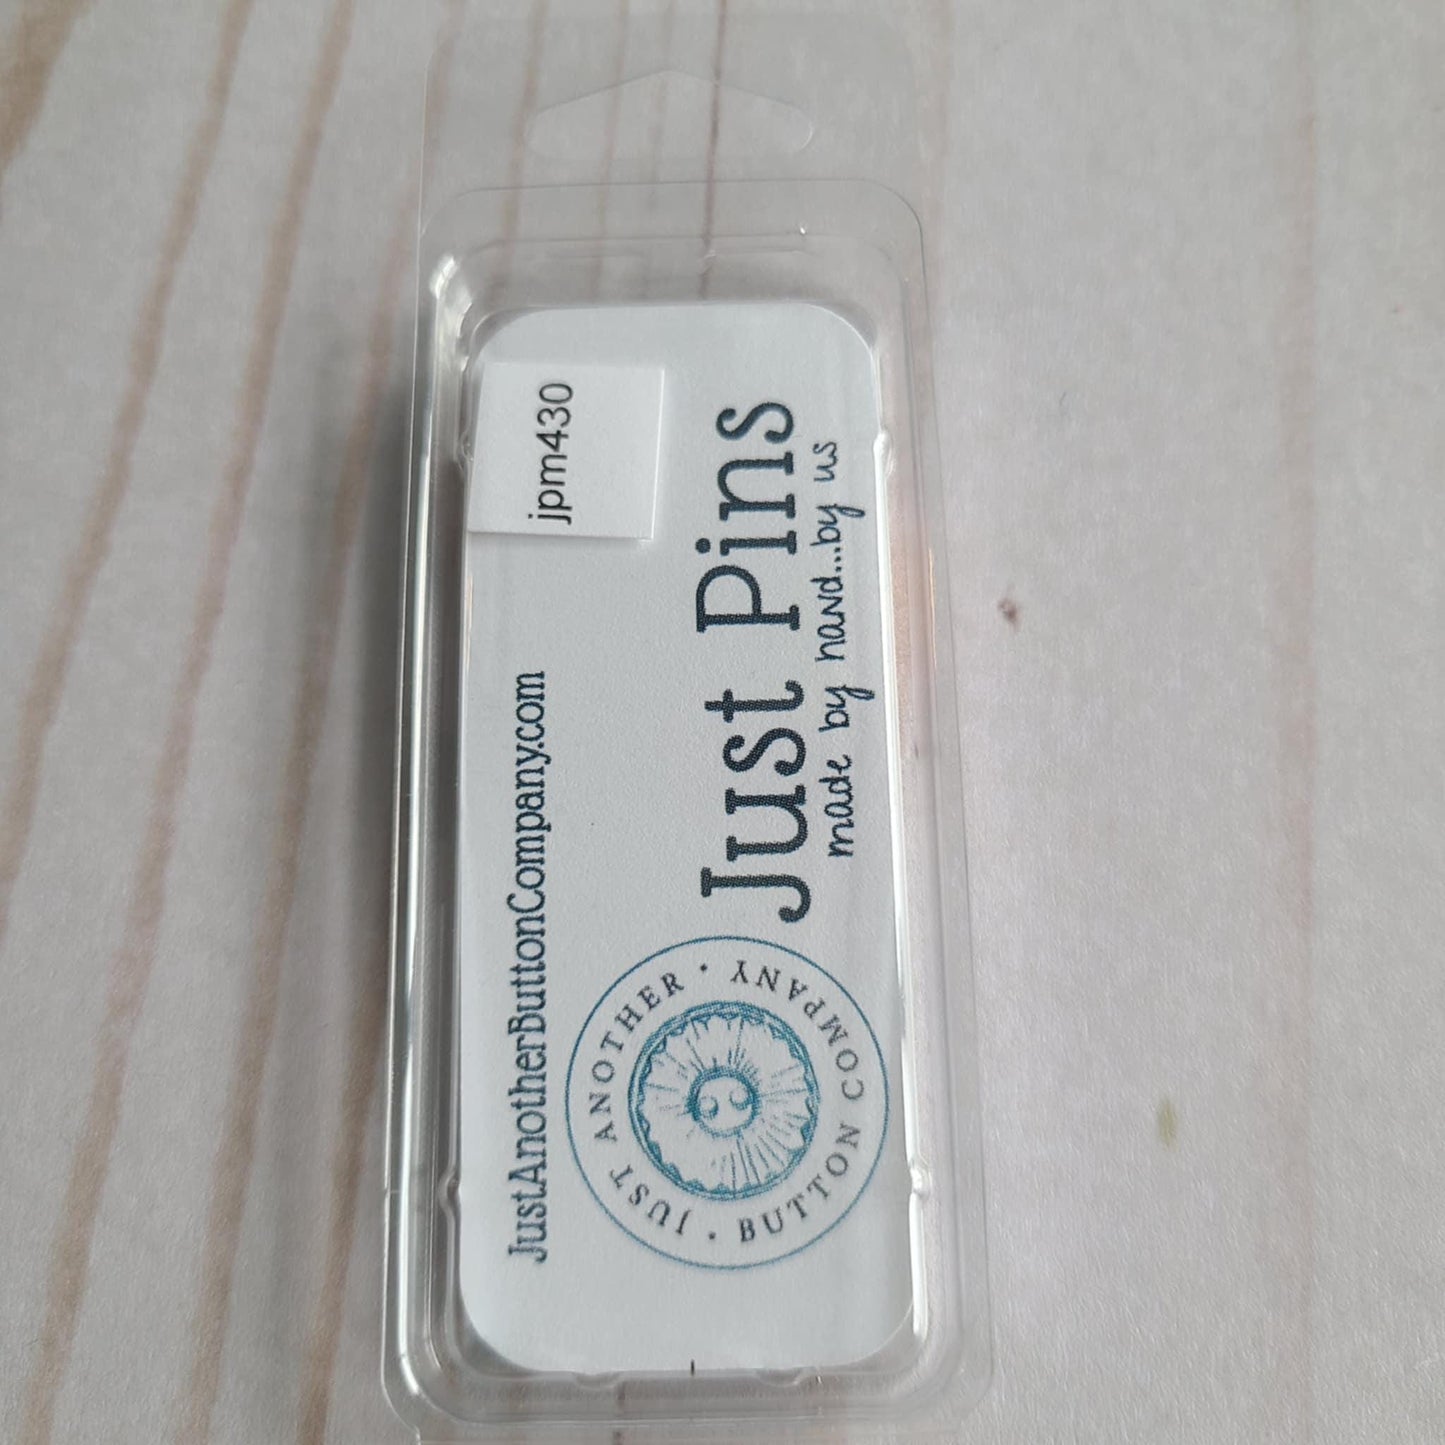 jpm430
JustAnotherButtonCompany.com
Just Pins
made by hand...by us
JUST ANOTHER • BUTTON COMPANY •